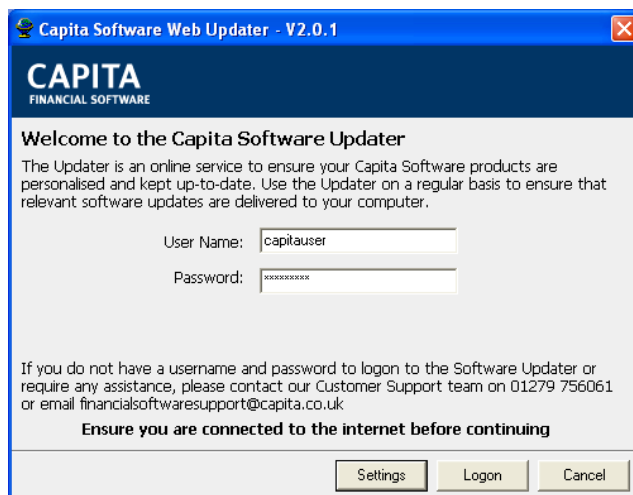 Capita Software Web Updater - V2.0.1
CAPITA
FINANCIAL SOFTWARE
Welcome to the Capita Software Updater
The Updater is an online service to ensure your Capita Software products are
personalised and kept up-to-date. Use the Updater on a regular basis to ensure that
relevant software updates are delivered to your computer.
User Name: capitauser
Password: xxxxxxxxx
If you do not have a username and password to logon to the Software Updater or
require any assistance, please contact our Customer Support team on 01279 756061
or email financialsoftwaresupport@capita.co.uk
Ensure you are connected to the internet before continuing
Settings Logon Cancel